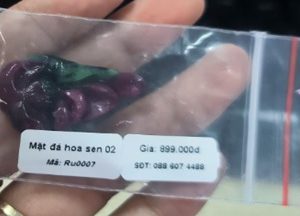 Mặt đá hoa sen 02
Mã: Ru0007
Giá: 899.000đ
SĐT: 088 607 4488